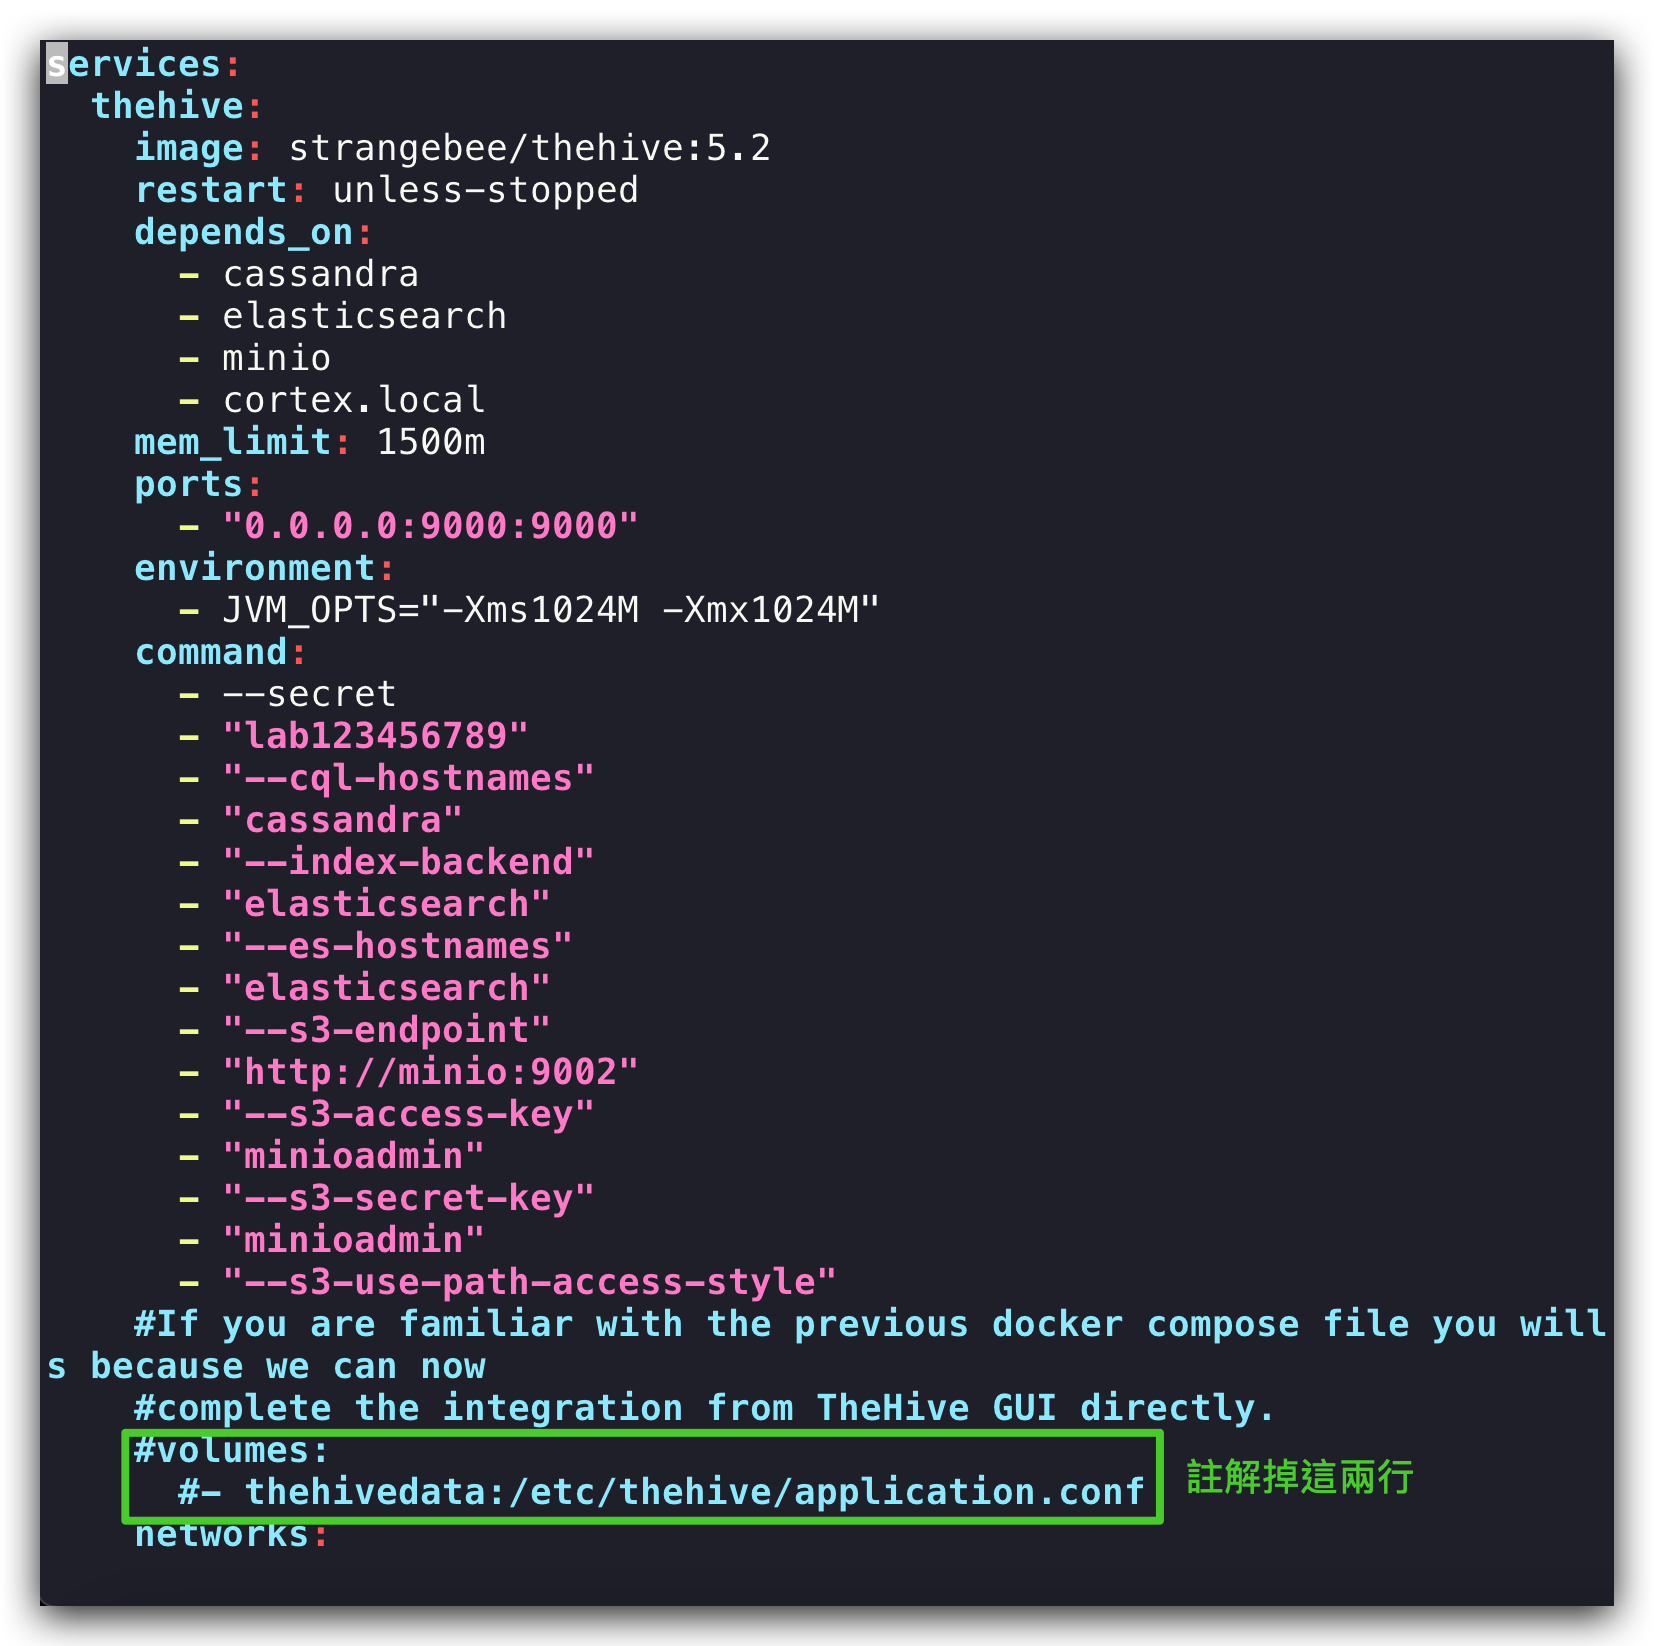 services:
  thehive:
    image: strangebee/thehive:5.2
    restart: unless-stopped
    depends_on:
      - cassandra
      - elasticsearch
      - minio
      - cortex.local
    mem_limit: 1500m
    ports:
      - "0.0.0.0:9000:9000"
    environment:
      - JVM_OPTS="-Xms1024M -Xmx1024M"
    command:
      - --secret
      - "lab123456789"
      - "--cql-hostnames"
      - "cassandra"
      - "--index-backend"
      - "elasticsearch"
      - "--es-hostnames"
      - "elasticsearch"
      - "--s3-endpoint"
      - "http://minio:9002"
      - "--s3-access-key"
      - "minioadmin"
      - "--s3-secret-key"
      - "minioadmin"
      - "--s3-use-path-access-style"
    #If you are familiar with the previous docker compose file you will
s because we can now
    #complete the integration from TheHive GUI directly.
    #volumes:
      #- thehivedata:/etc/thehive/application.conf
註解掉這兩行
    networks: